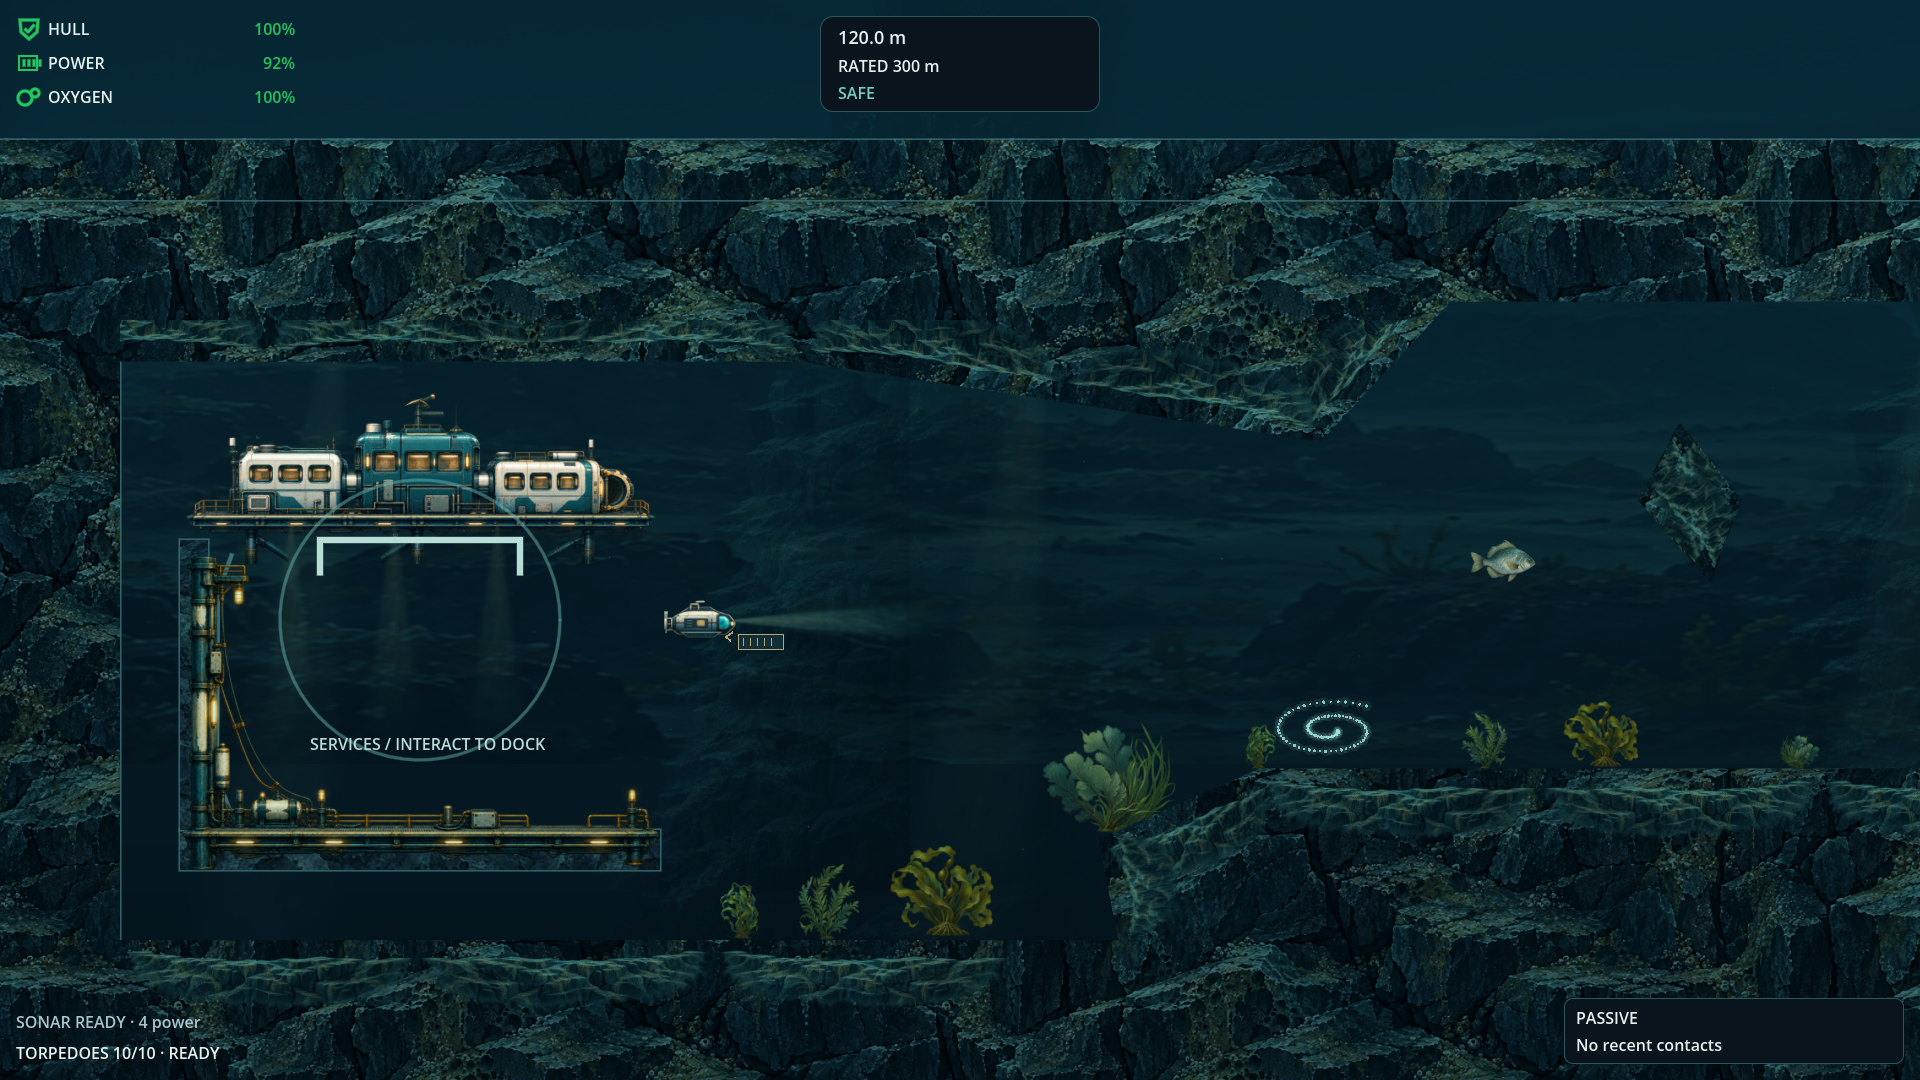 HULL 100%
POWER 92%
OXYGEN 100%
120.0 m
RATED 300 m
SAFE
SERVICES / INTERACT TO DOCK
SONAR READY · 4 power
TORPEDOES 10/10 · READY
PASSIVE
No recent contacts